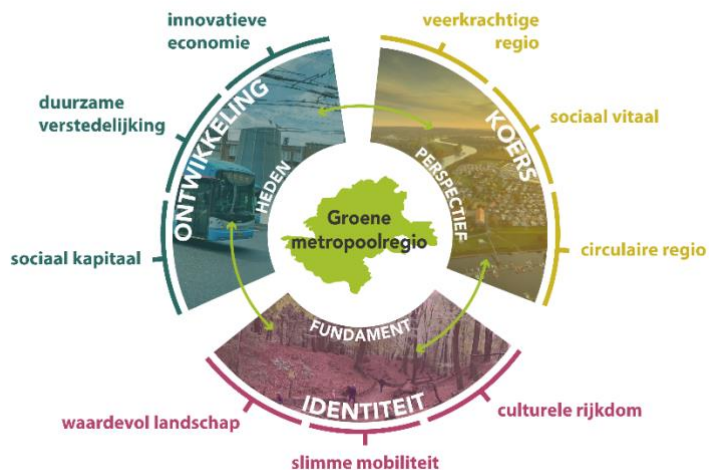 innovatieve
economie
duurzame
verstedelijking
sociaal kapitaal
ONTWIKKELING
HEDEN
veerkrachtige
regio
sociaal vitaal
circulaire regio
KOERS
PERSPECTIEF
Groene
metropoolregio
FUNDAMENT
IDENTITEIT
waardevol landschap
slimme mobiliteit
culturele rijkdom